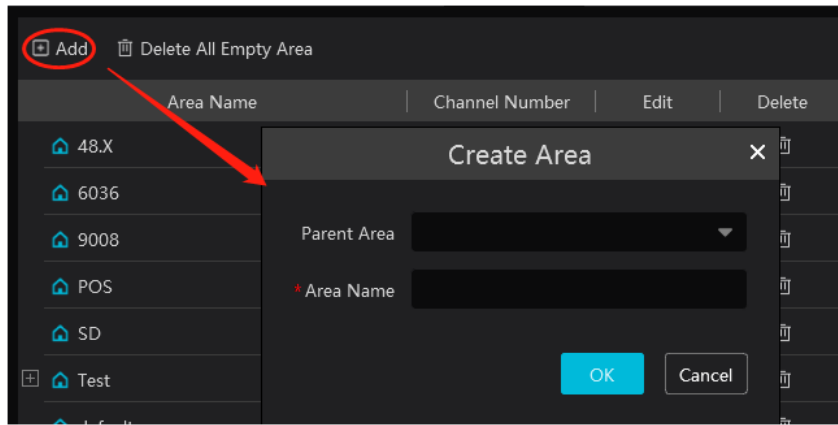 Add Delete All Empty Area
Area Name Channel Number Edit Delete
48.X
6036
9008
POS
SD
Test
Create Area
Parent Area
* Area Name
OK Cancel